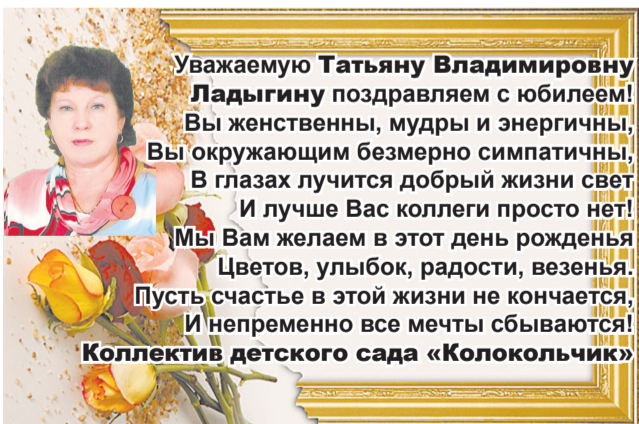 Уважаемую Татьяну Владимировну
Ладыгину поздравляем с юбилеем!
Вы женственны, мудры и энергичны,
Вы окружающим безмерно симпатичны,
В глазах лучится добрый жизни свет
И лучше Вас коллеги просто нет!
Мы Вам желаем в этот день рожденья
Цветов, улыбок, радости, везенья.
Пусть счастье в этой жизни не кончается,
И непременно все мечты сбываются!
Коллектив детского сада «Колокольчик»